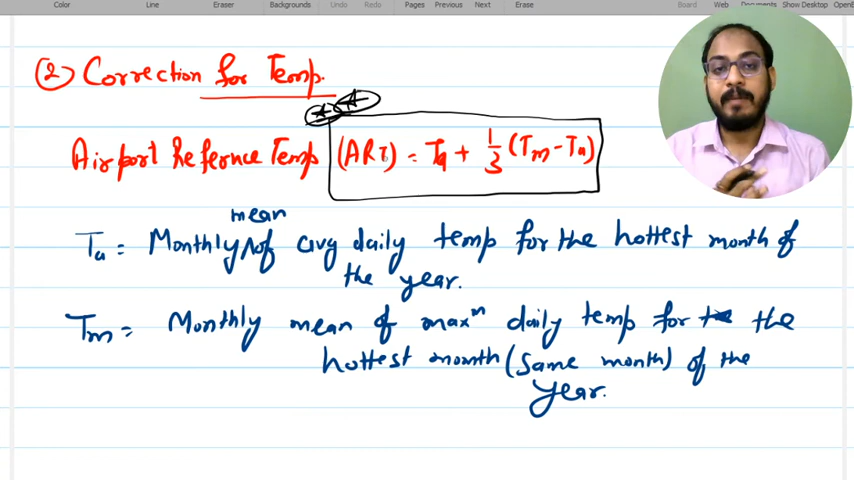 Color Line Eraser Backgrounds Undo Redo Pages Previous Next Erase Board Web Documents Show Desktop
(2) Correction for Temp.
Airport Refernce Temp (ART) = Ta + 1/3 (Tm - Ta)
mean
Ta = Monthly of avg daily temp for the hottest month of
the year.
Tm = Monthly mean of maxm daily temp for the
hottest month (same month) of the
year.